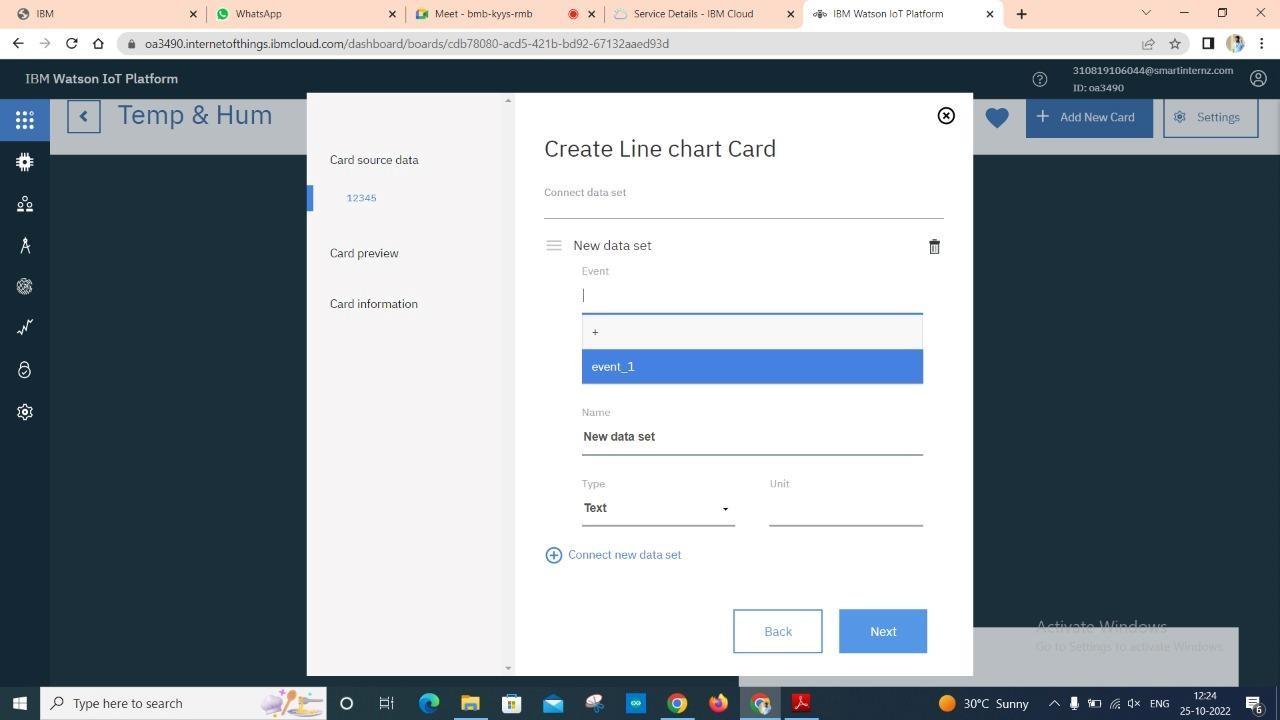 IBM
WhatsApp
Meet - bmb-kyys-rmb
Service Details - IBM Cloud
IBM Watson IoT Platform
oa3490.internetofthings.ibmcloud.com/dashboard/boards/cdb78080-acd5-421b-bd92-67132aaed93d
IBM Watson IoT Platform
310819106044@smartinternz.com
ID: oa3490
Temp & Hum
+ Add New Card
Settings
Card source data
12345
Card preview
Card information
Create Line chart Card
Connect data set
New data set
Event
+
event_1
Name
New data set
Type
Unit
Text
Connect new data set
Back
Next
Activate Windows
Go to Settings to activate Windows.
Type here to search
30°C Sunny
ENG
12:24
25-10-2022
6